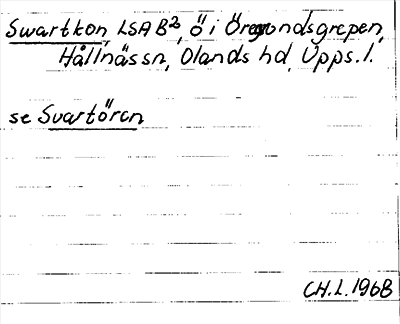 Swartkon, LSAB², ö i Öregrundsgrepen,
Hållnäs sn, Olands hd, Upps. l.
se Svartören
CH. L. 1968